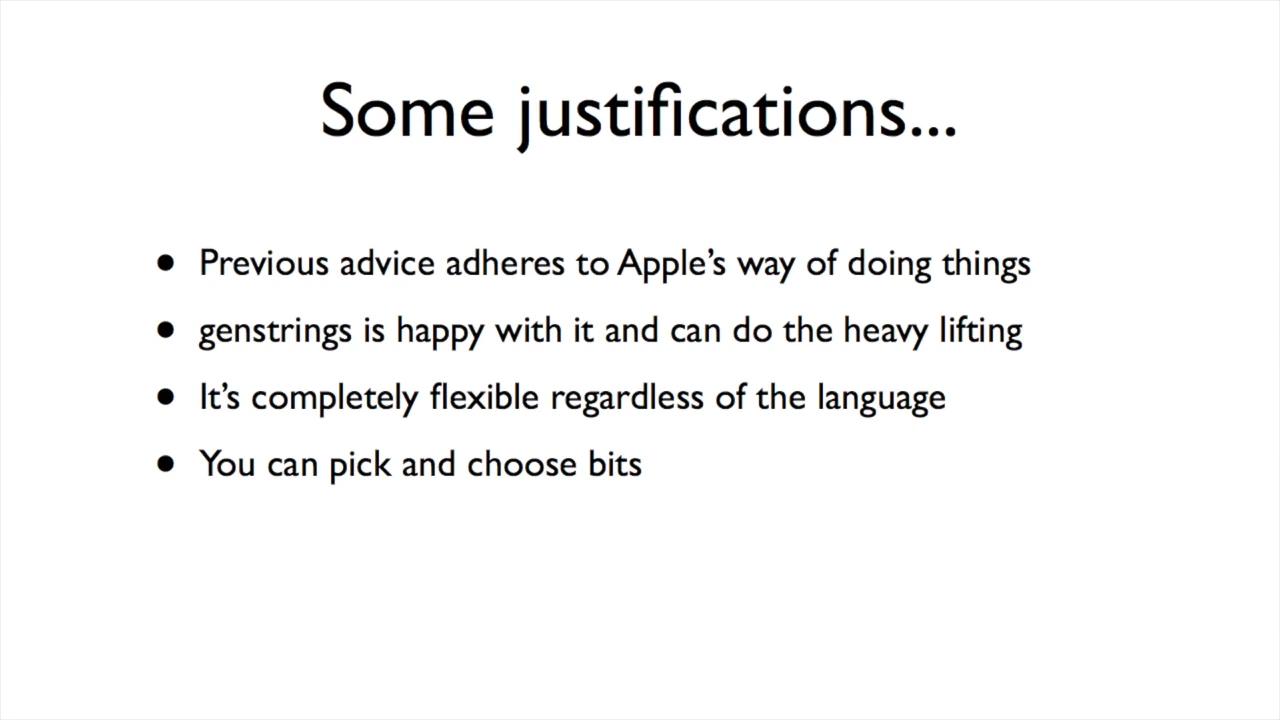 Some justifications...
• Previous advice adheres to Apple’s way of doing things
• genstrings is happy with it and can do the heavy lifting
• It’s completely flexible regardless of the language
• You can pick and choose bits